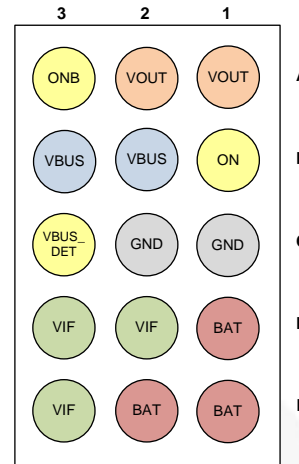 3 2 1
ONB VOUT VOUT
VBUS VBUS ON
VBUS_
DET GND GND
VIF VIF BAT
VIF BAT BAT